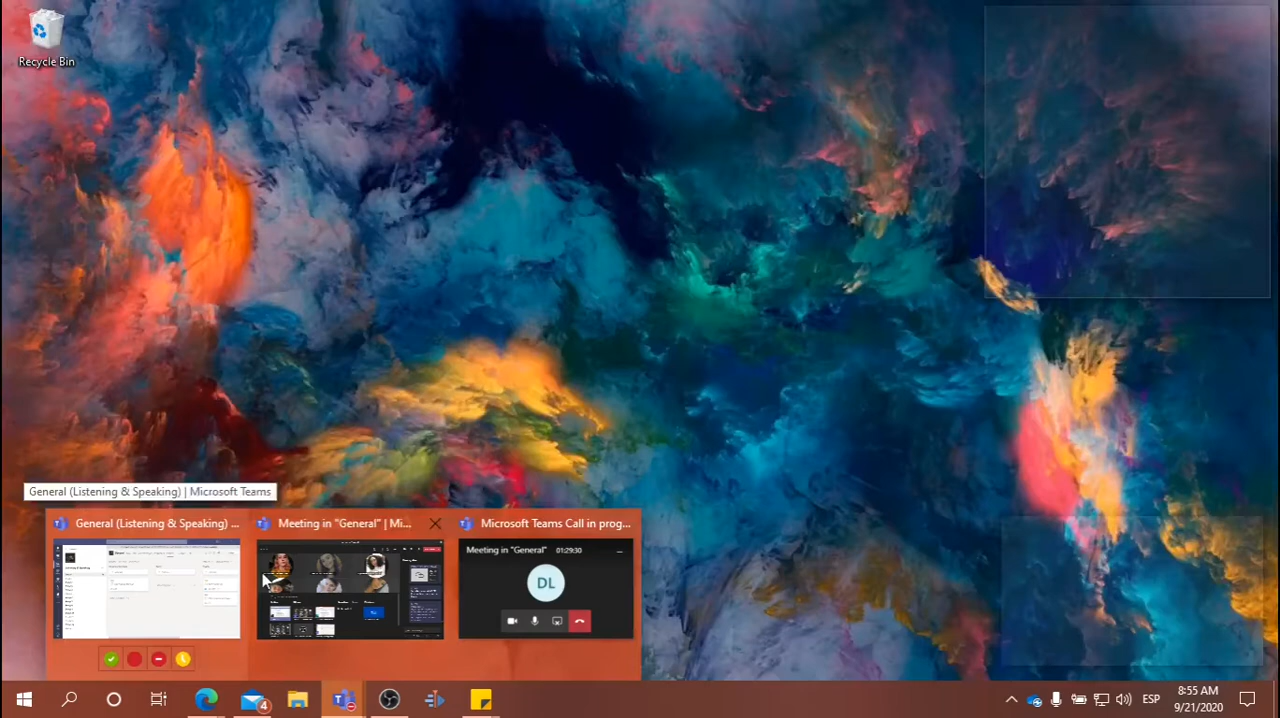 Recycle Bin
General (Listening & Speaking) | Microsoft Teams
General (Listening & Speaking) ...
Meeting in "General" | Mi...
Microsoft Teams Call in prog...
Meeting in "General" 01:29:30
DL
4
ESP
8:55 AM
9/21/2020